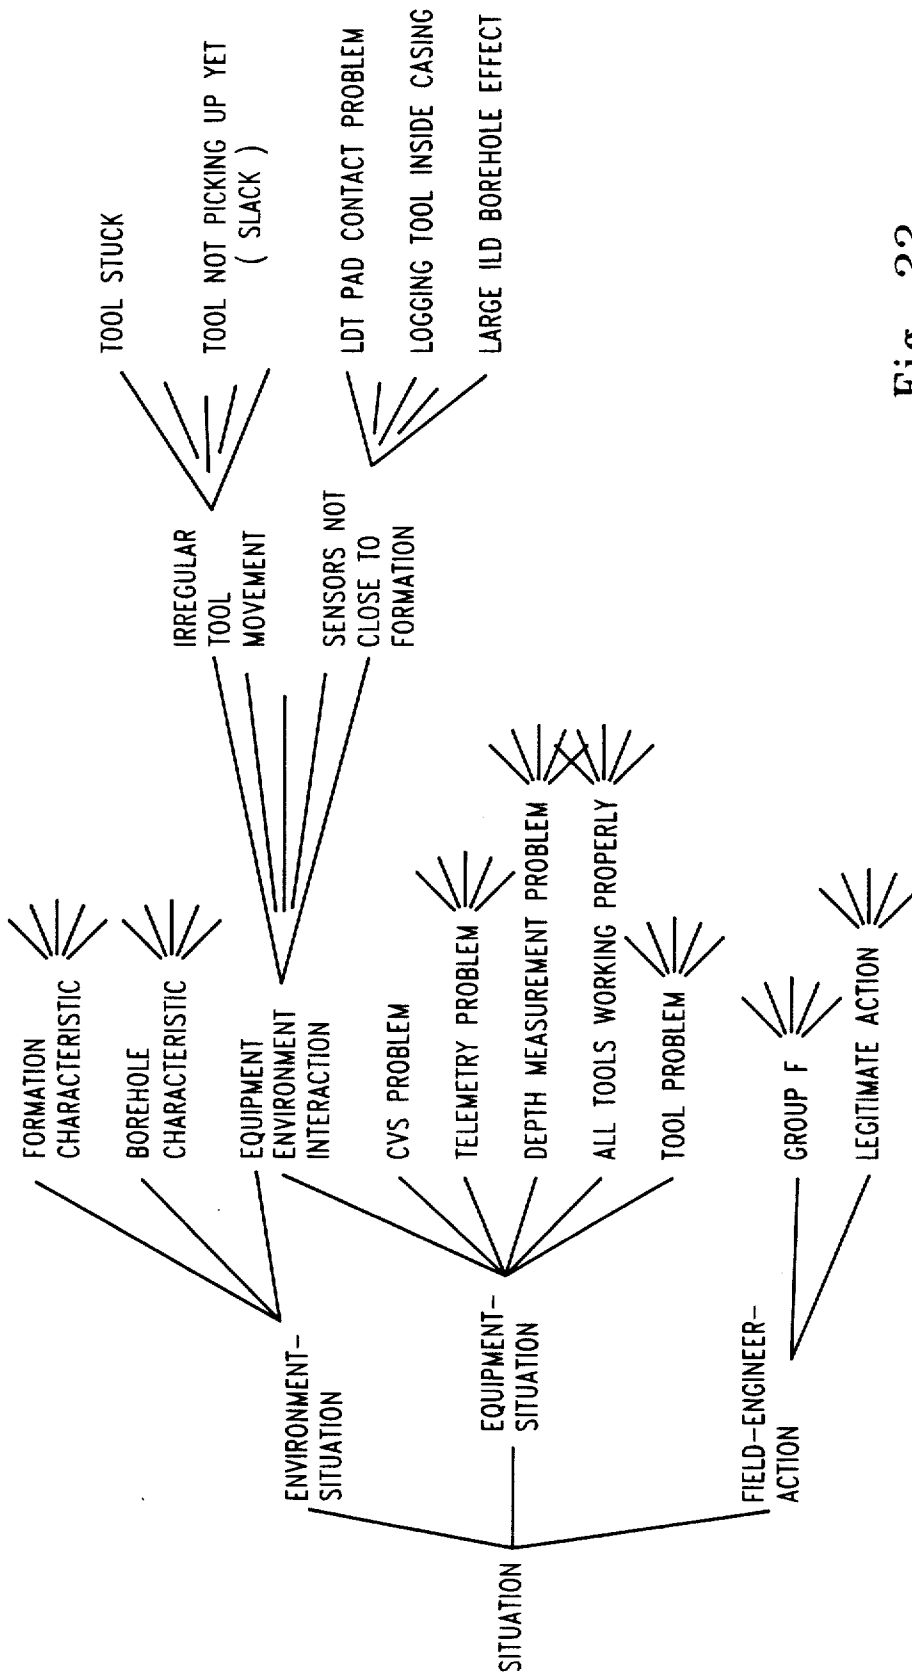 SITUATION
ENVIRONMENT-
SITUATION
EQUIPMENT-
SITUATION
FIELD-ENGINEER-
ACTION
FORMATION
CHARACTERISTIC
BOREHOLE
CHARACTERISTIC
EQUIPMENT
ENVIRONMENT
INTERACTION
CVS PROBLEM
TELEMETRY PROBLEM
DEPTH MEASUREMENT PROBLEM
ALL TOOLS WORKING PROPERLY
TOOL PROBLEM
GROUP F
LEGITIMATE ACTION
IRREGULAR
TOOL
MOVEMENT
SENSORS NOT
CLOSE TO
FORMATION
TOOL STUCK
TOOL NOT PICKING UP YET
( SLACK )
LDT PAD CONTACT PROBLEM
LOGGING TOOL INSIDE CASING
LARGE ILD BOREHOLE EFFECT